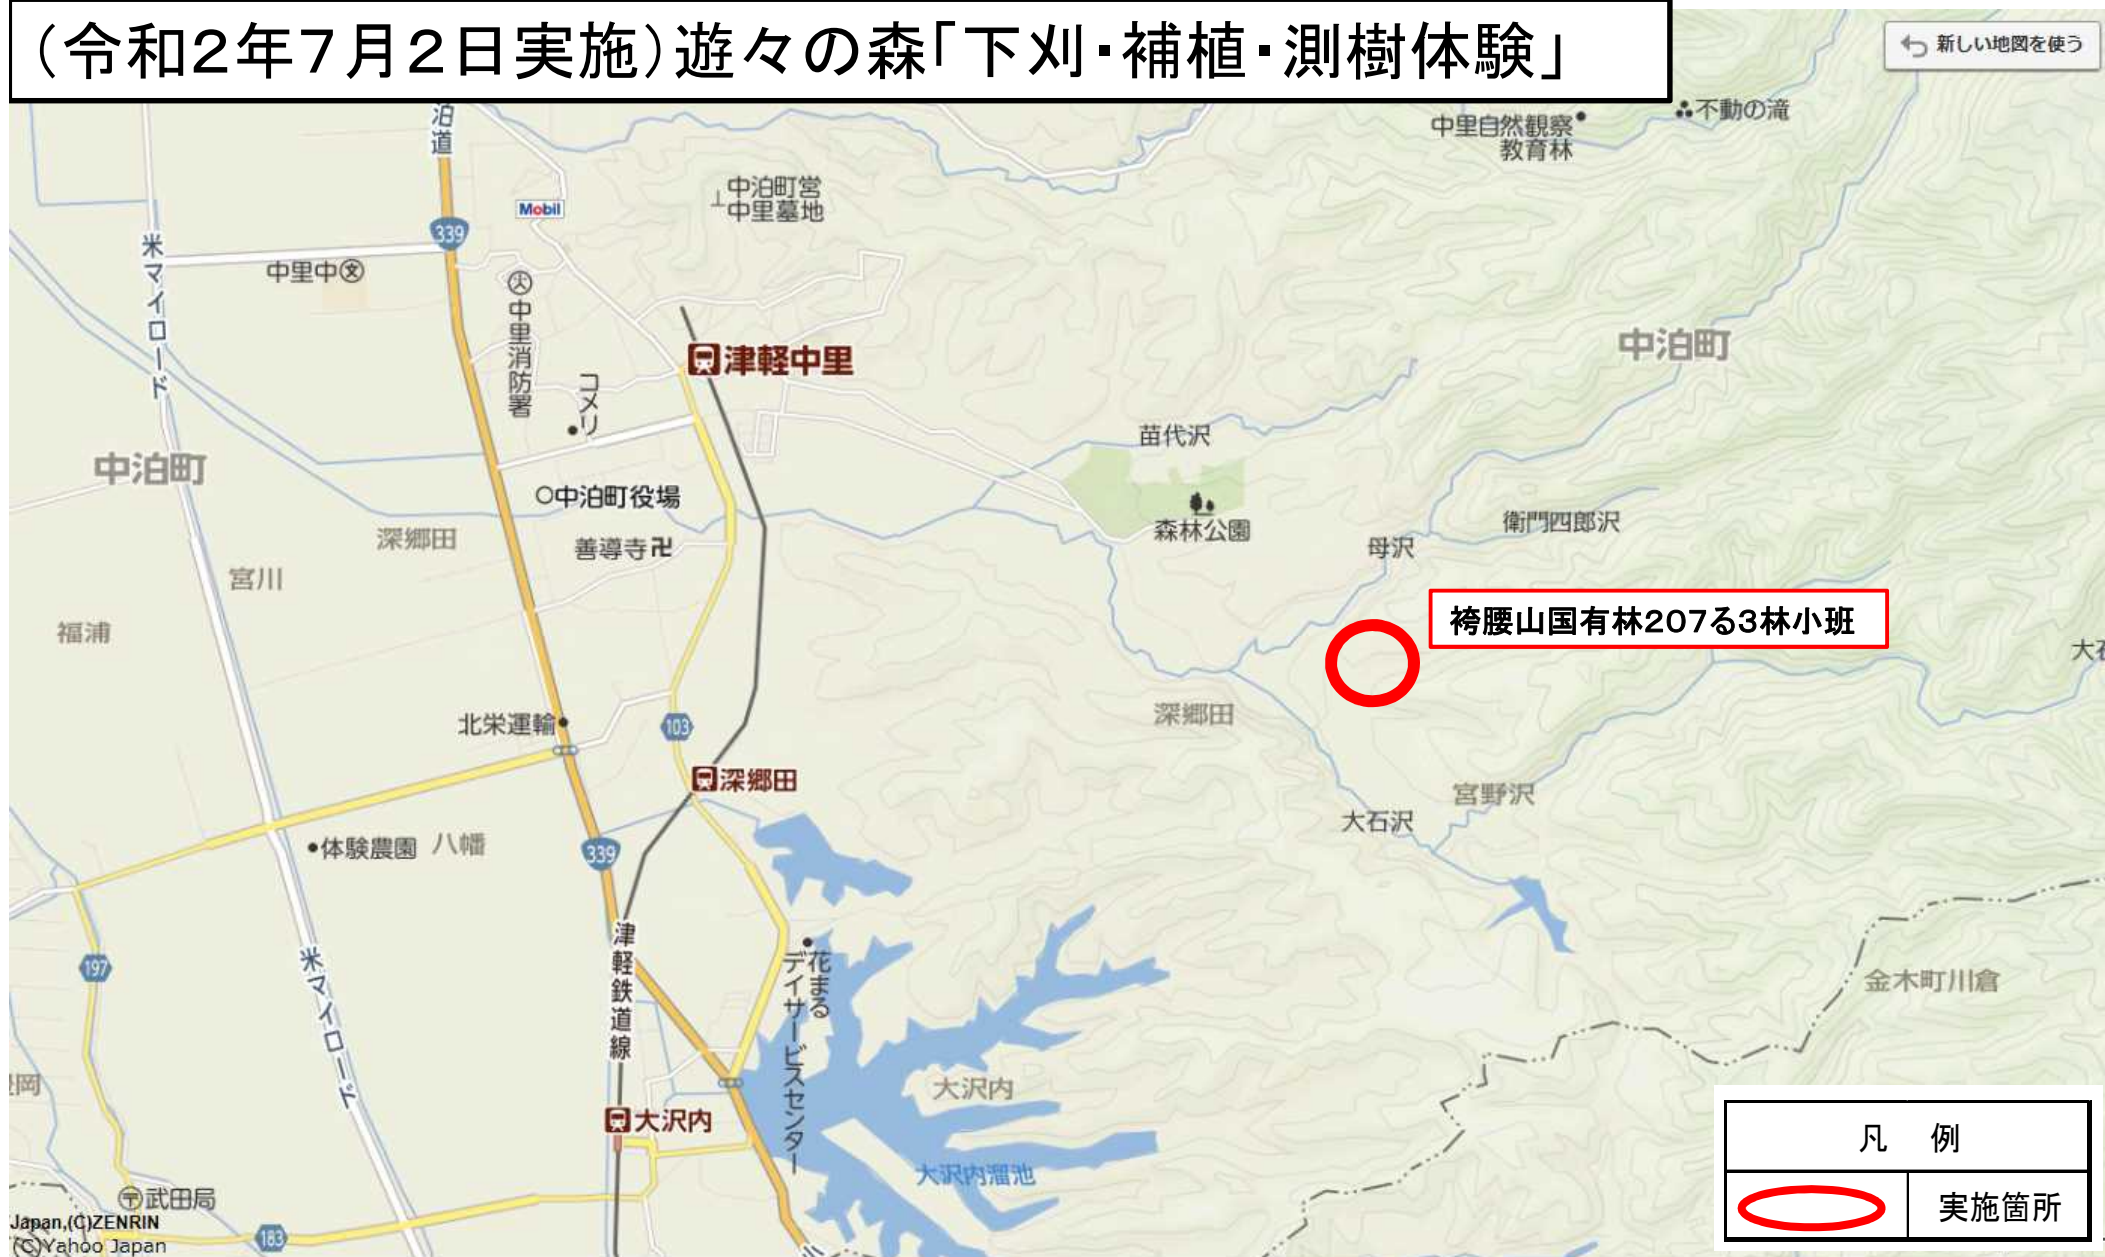 （令和２年７月２日実施）遊々の森「下刈・補植・測樹体験」
新しい地図を使う
泊道
不動の滝
中里自然観察
教育林
中泊町営
中里墓地
Mobil
339
米マイロード
中里中
中里消防署
津軽中里
中泊町
コメリ
苗代沢
中泊町
中泊町役場
森林公園
衛門四郎沢
深郷田
善導寺
母沢
宮川
袴腰山国有林２０７る３林小班
福浦
大石
深郷田
北栄運輸
103
深郷田
宮野沢
大石沢
体験農園
八幡
339
津軽鉄道線
花まる
デイサービスセンター
197
米マイロード
金木町川倉
岡
大沢内
大沢内
大沢内溜池
凡 例
実施箇所
武田局
183
Japan,(C)ZENRIN
(C)Yahoo Japan